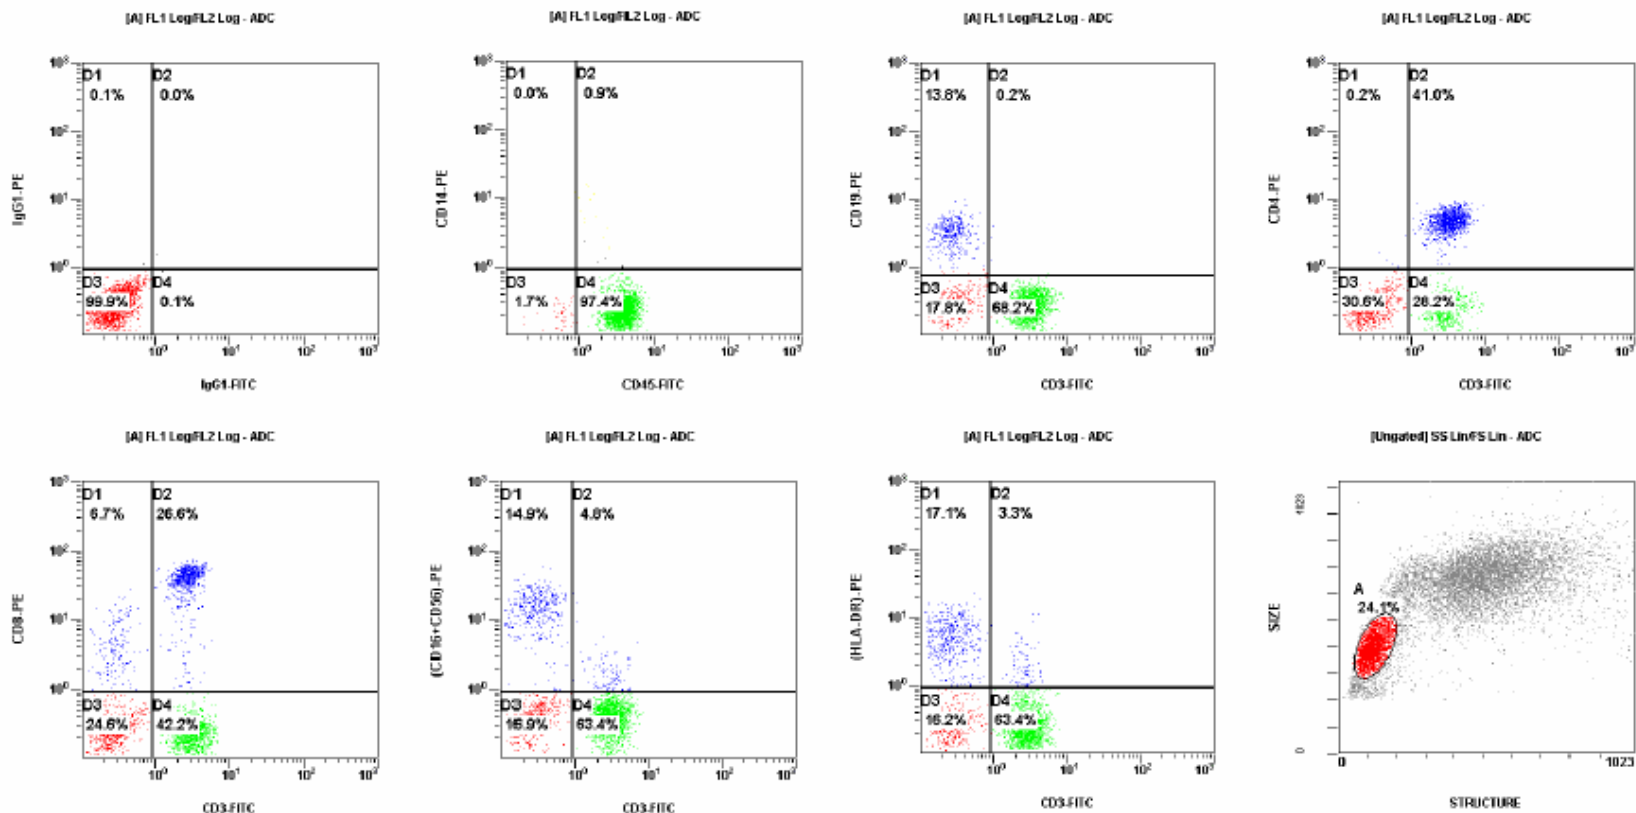 [A] FL1 Log/FL2 Log - ADC
D1
0.1%
D2
0.0%
D3
99.9%
D4
0.1%
IgG1-PE
IgG1-FITC
[A] FL1 Log/FL2 Log - ADC
D1
0.0%
D2
0.9%
D3
1.7%
D4
97.4%
CD14-PE
CD45-FITC
[A] FL1 Log/FL2 Log - ADC
D1
13.8%
D2
0.2%
D3
17.8%
D4
68.2%
CD19-PE
CD3-FITC
[A] FL1 Log/FL2 Log - ADC
D1
0.2%
D2
41.0%
D3
30.6%
D4
28.2%
CD4-PE
CD3-FITC
[A] FL1 Log/FL2 Log - ADC
D1
6.7%
D2
26.6%
D3
24.6%
D4
42.2%
CD8-PE
CD3-FITC
[A] FL1 Log/FL2 Log - ADC
D1
14.9%
D2
4.8%
D3
16.9%
D4
63.4%
(CD16+CD56)-PE
CD3-FITC
[A] FL1 Log/FL2 Log - ADC
D1
17.1%
D2
3.3%
D3
16.2%
D4
63.4%
(HLA-DR)-PE
CD3-FITC
[Ungated] SS Lin/FS Lin - ADC
A
24.1%
SIZE
0
0
1023
STRUCTURE